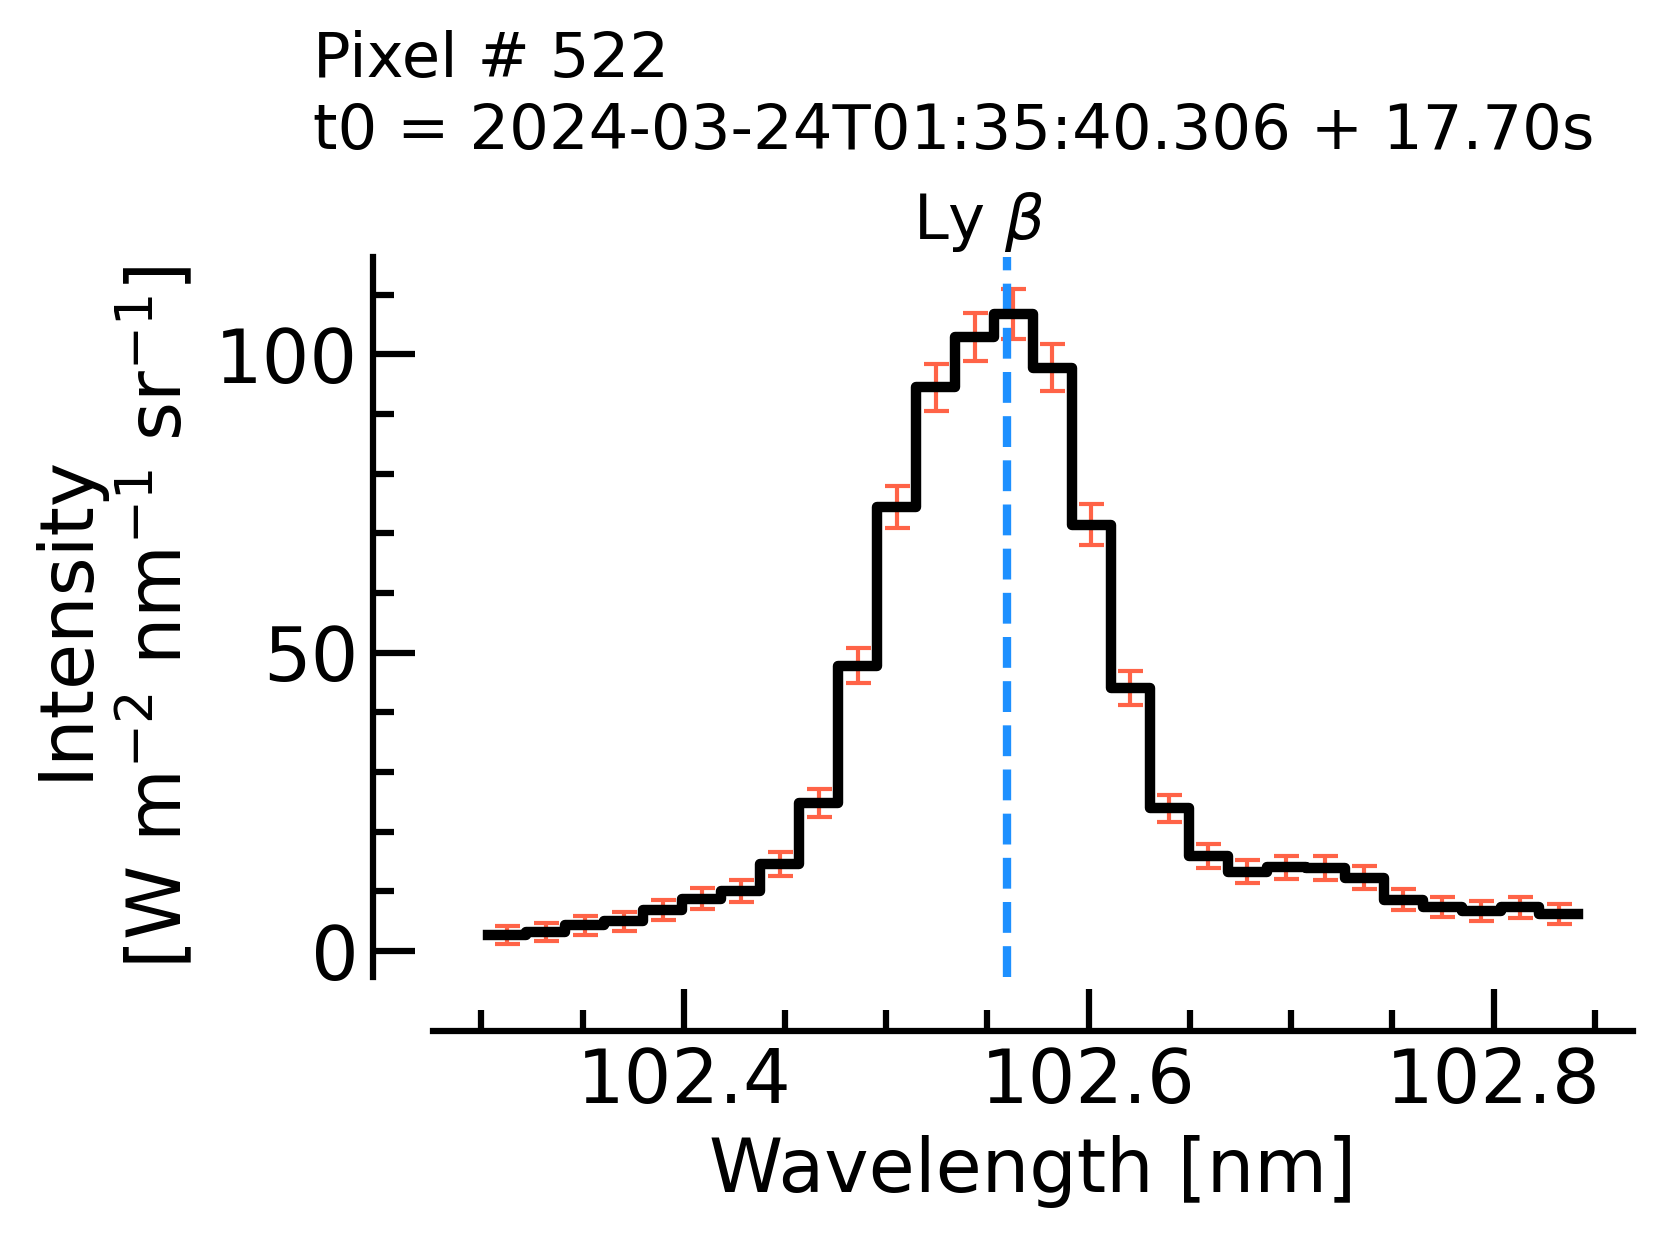 Pixel # 522
t0 = 2024-03-24T01:35:40.306 + 17.70s
Ly β
Intensity
[W m⁻² nm⁻¹ sr⁻¹]
100
50
0
102.4 102.6 102.8
Wavelength [nm]